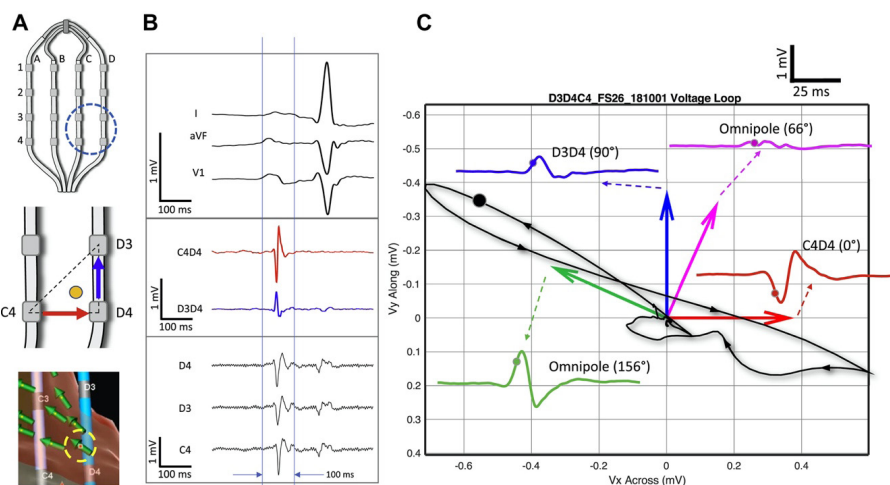 A
A B C D
1
2
3
4
D3
C4
D4
D3
C3
C4
D4
B
I
aVF
V1
1 mV
100 ms
C4D4
D3D4
1 mV
100 ms
D4
D3
C4
1 mV
100 ms
100 ms
C
1 mV
25 ms
D3D4C4_FS26_181001 Voltage Loop
Omnipole (66°)
D3D4 (90°)
C4D4 (0°)
Omnipole (156°)
Vy Along (mV)
-0.6
-0.5
-0.4
-0.3
-0.2
-0.1
0
0.1
0.2
0.3
0.4
-0.6 -0.4 -0.2 0 0.2 0.4
Vx Across (mV)